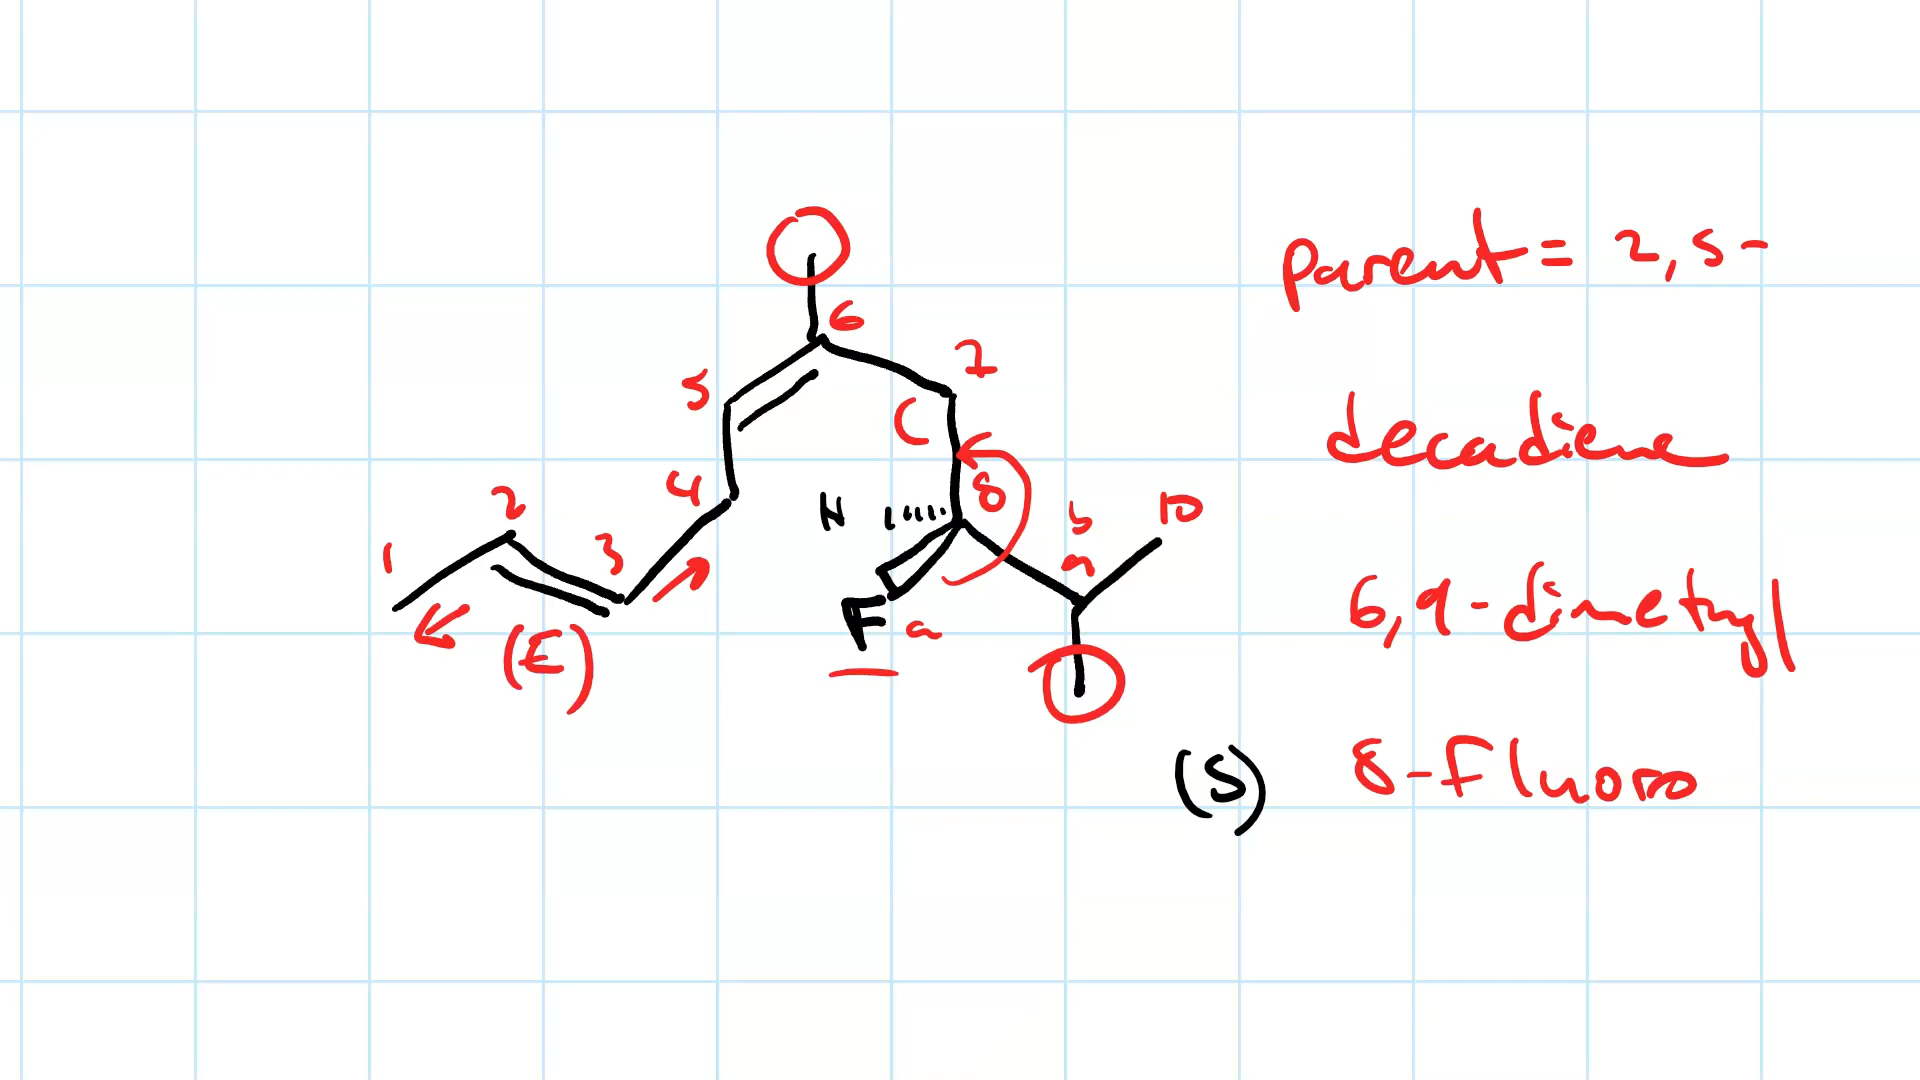 parent = 2,5-
decadiene
6,9-dimethyl
8-Fluoro
(S)
6
7
5
C
4
8
H
2
b
10
1
3
9
(E)
F a